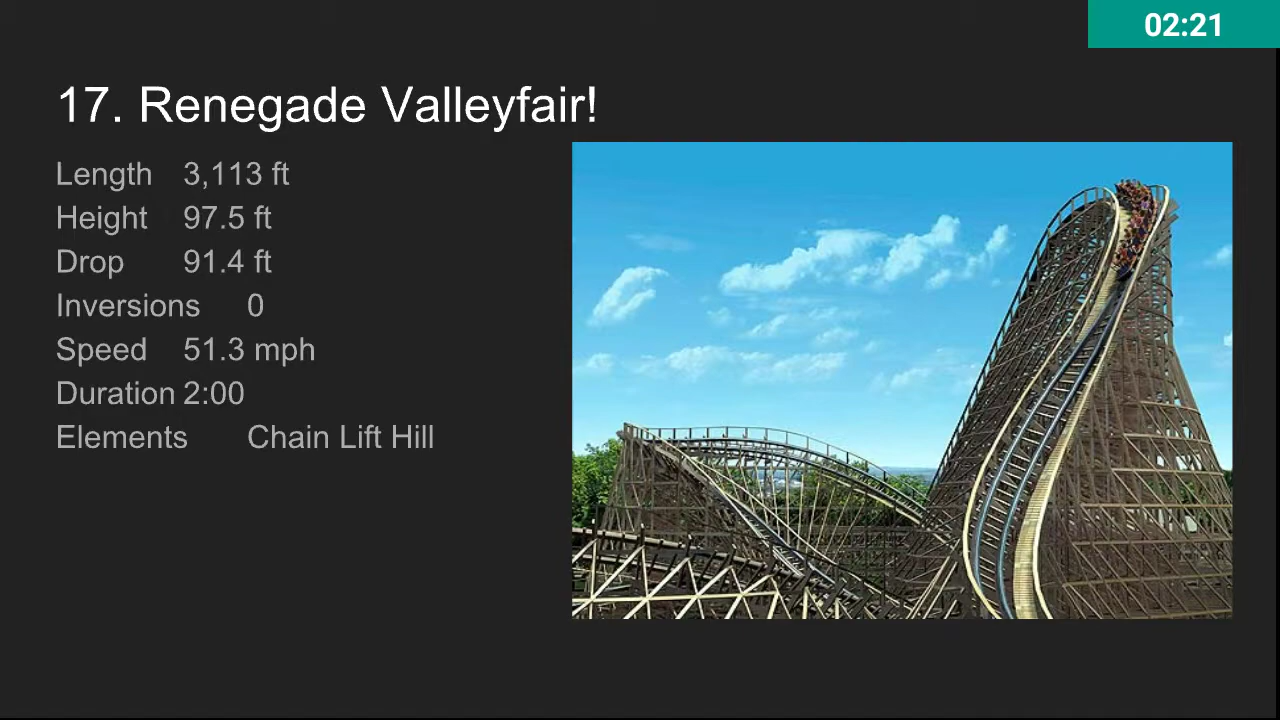 02:21
17. Renegade Valleyfair!
Length 3,113 ft
Height 97.5 ft
Drop 91.4 ft
Inversions 0
Speed 51.3 mph
Duration 2:00
Elements Chain Lift Hill